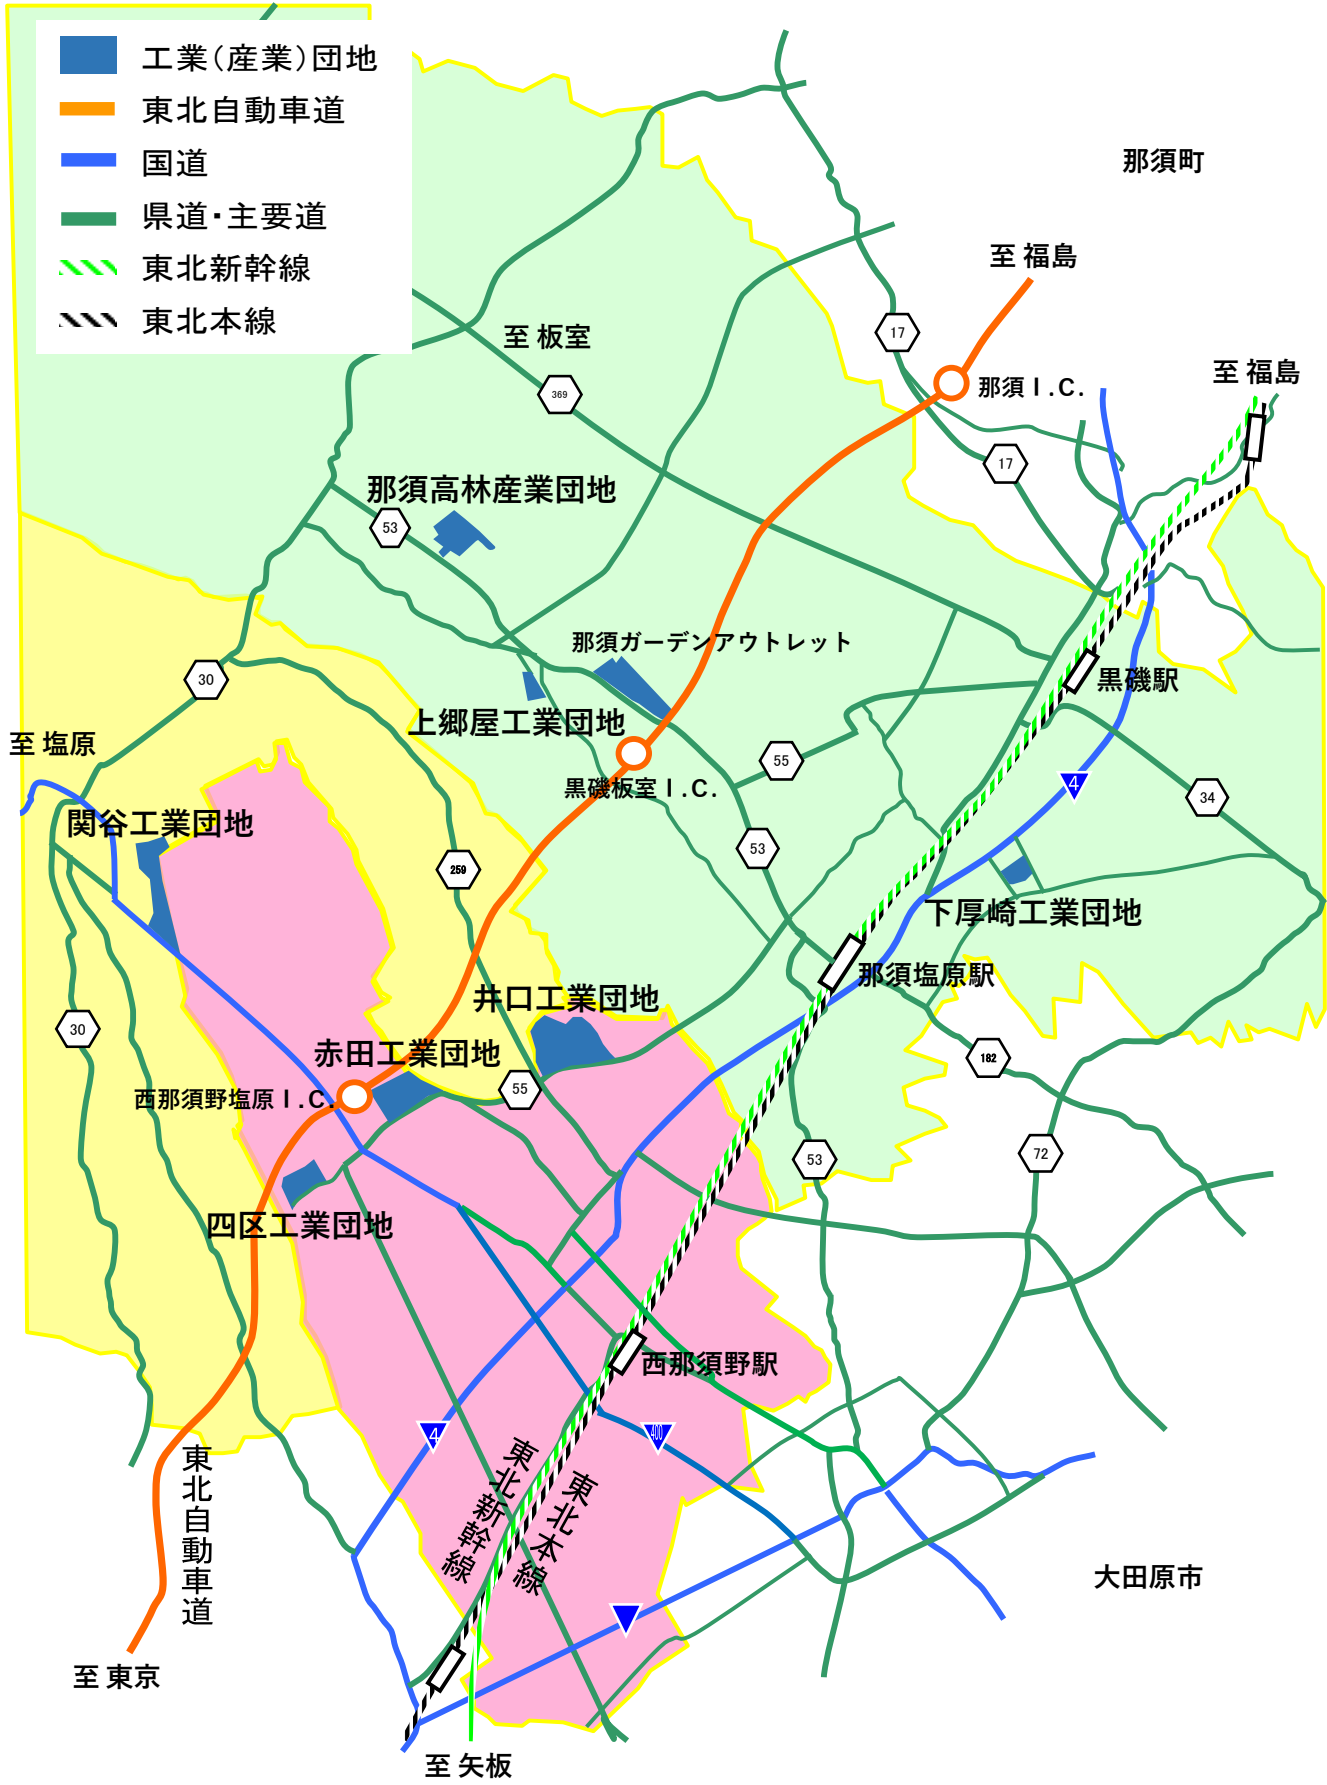 工業(産業)団地
東北自動車道
国道
県道・主要道
東北新幹線
東北本線
那須町
至 福島
至 板室
17
那須 I.C.
至 福島
369
17
那須高林産業団地
53
那須ガーデンアウトレット
30
黒磯駅
上郷屋工業団地
至 塩原
55
黒磯板室 I.C.
4
34
関谷工業団地
53
259
下厚崎工業団地
那須塩原駅
井口工業団地
30
赤田工業団地
182
55
西那須野塩原 I.C.
53
72
四区工業団地
西那須野駅
4
400
東北自動車道
東北新幹線
東北本線
大田原市
至 東京
至 矢板